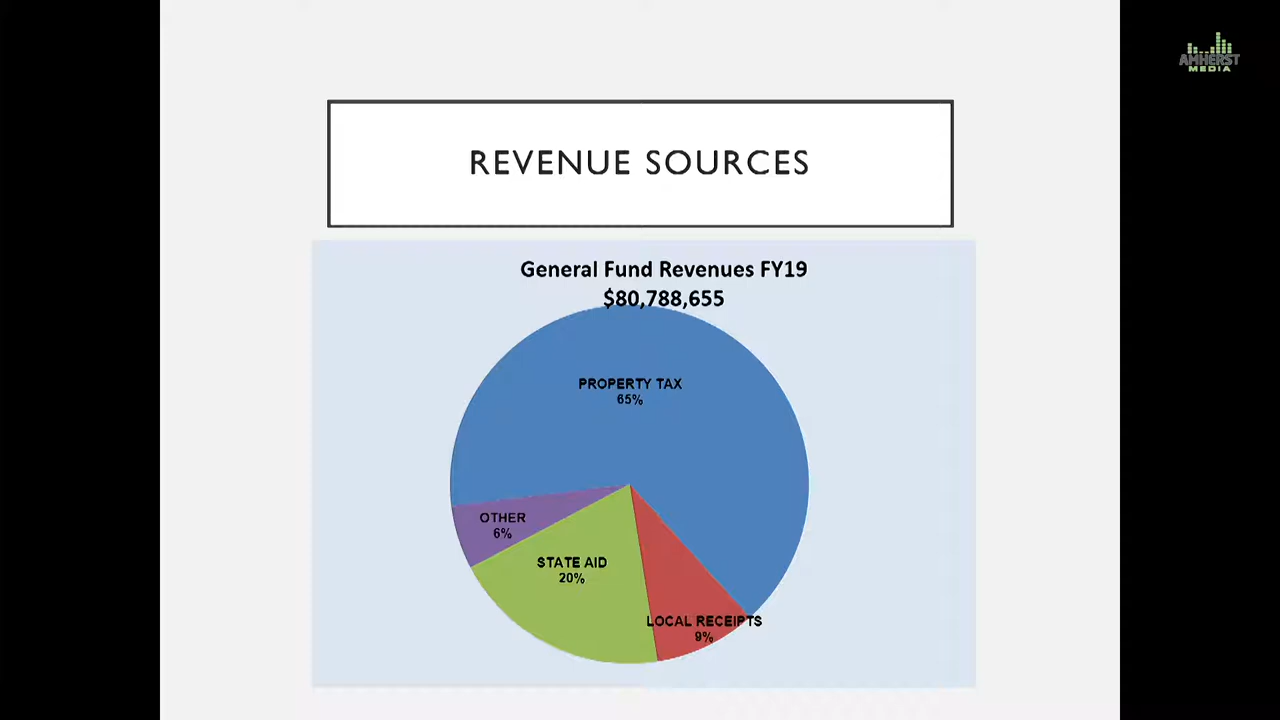 AMHERST
MEDIA
REVENUE SOURCES
General Fund Revenues FY19
$80,788,655
PROPERTY TAX
65%
OTHER
6%
STATE AID
20%
LOCAL RECEIPTS
9%